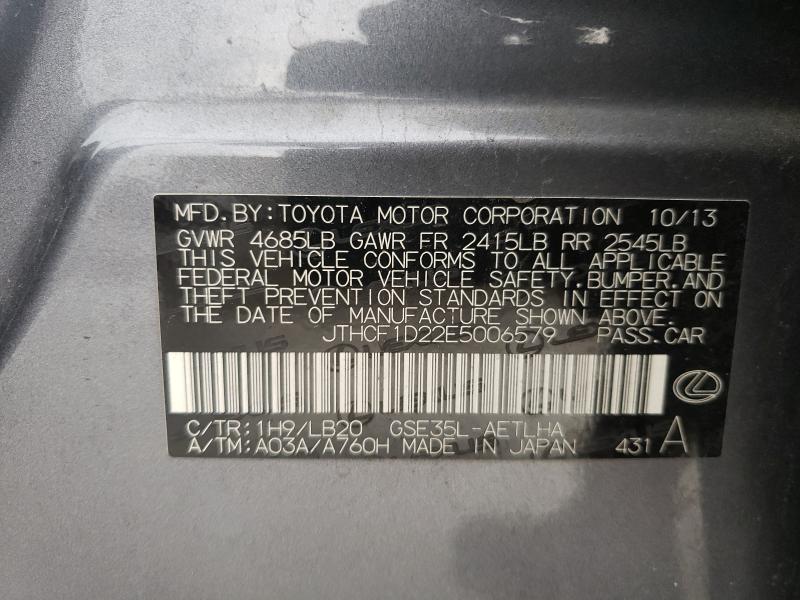 MFD. BY: TOYOTA MOTOR CORPORATION 10/13
GVWR 4685LB GAWR FR 2415LB RR 2545LB
THIS VEHICLE CONFORMS TO ALL APPLICABLE
FEDERAL MOTOR VEHICLE SAFETY, BUMPER, AND
THEFT PREVENTION STANDARDS IN EFFECT ON
THE DATE OF MANUFACTURE SHOWN ABOVE.
JTHCF1D22E5006579 PASS. CAR
C/TR: 1H9/LB20 GSE35L-AETLHA
A/TM: A03A/A760H MADE IN JAPAN 431 A